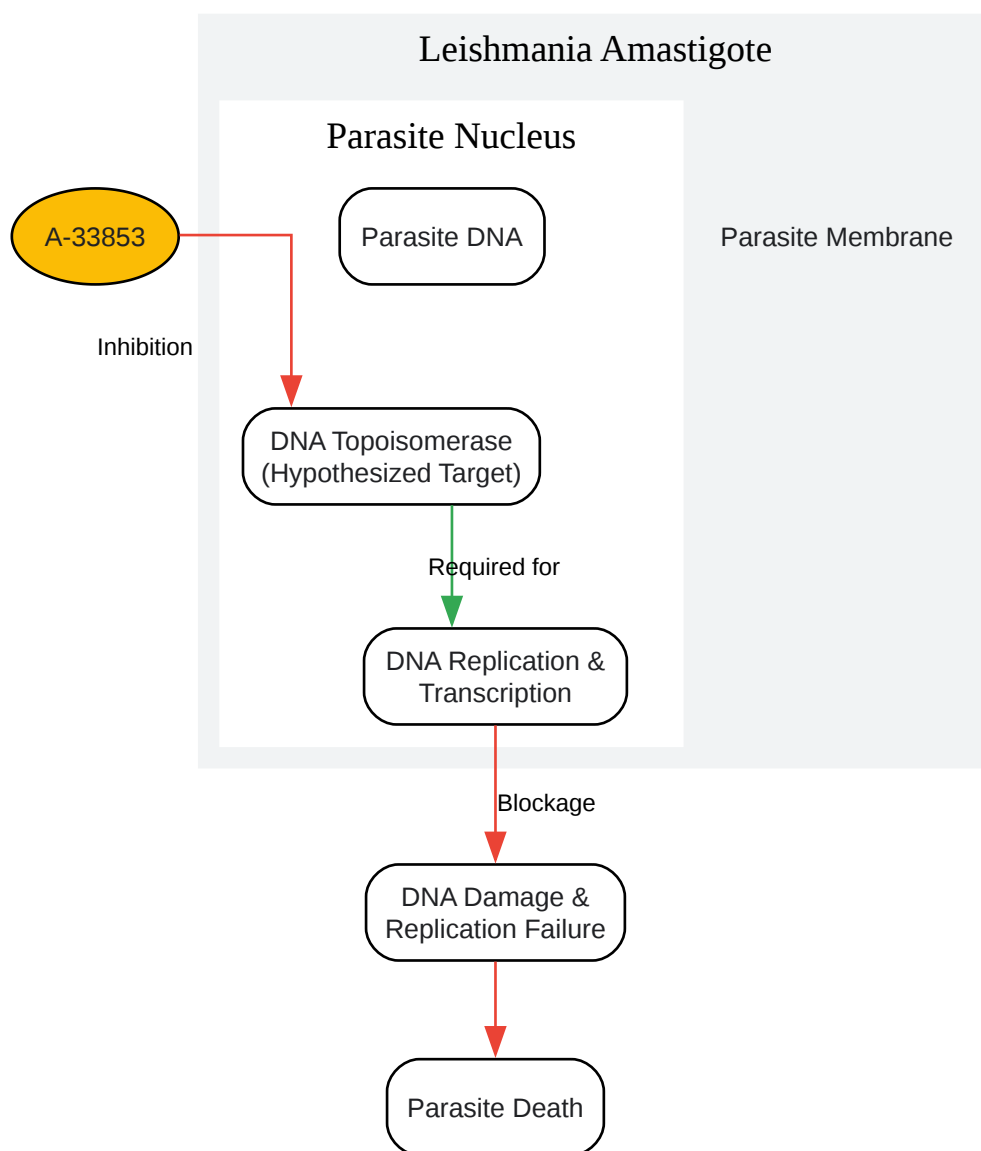 Leishmania Amastigote
Parasite Nucleus
A-33853
Parasite DNA
Parasite Membrane
Inhibition
DNA Topoisomerase
(Hypothesized Target)
Required for
DNA Replication &
Transcription
Blockage
DNA Damage &
Replication Failure
Parasite Death